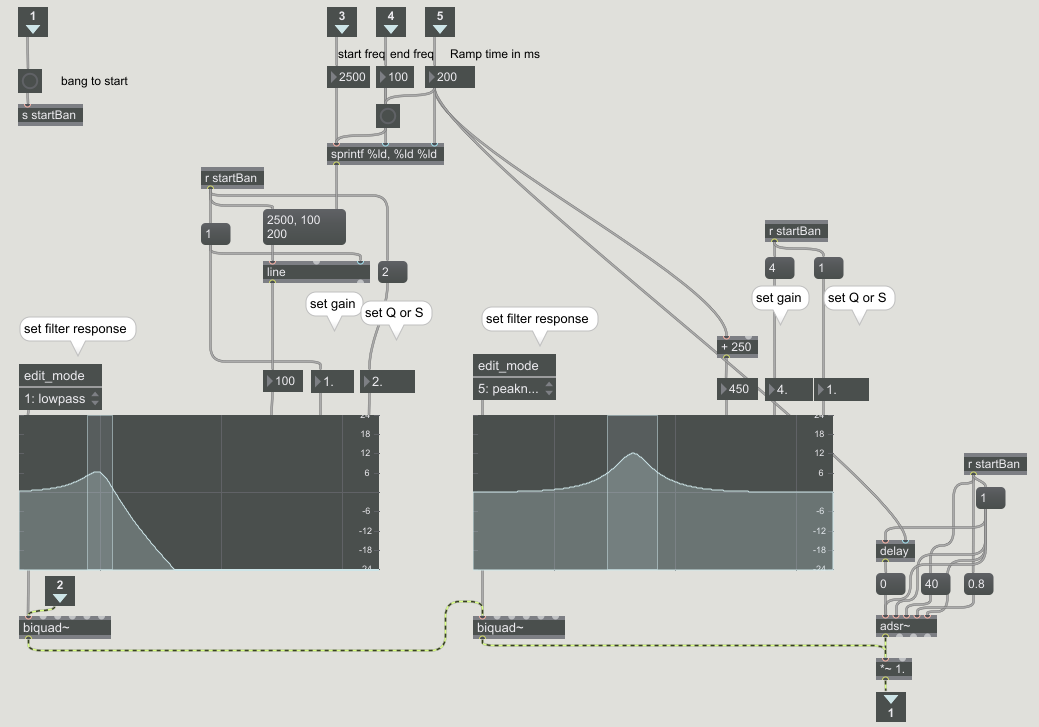 1
3
4
5
start freq
end freq
Ramp time in ms
bang to start
2500
100
200
s startBan
sprintf %ld, %ld %ld
r startBan
1
2500, 100
200
line
2
r startBan
4
1
set gain
set Q or S
set gain
set Q or S
set filter response
set filter response
+ 250
edit_mode
1: lowpass
100
1.
2.
edit_mode
5: peakn...
450
4.
1.
24
18
12
6
-6
-12
-18
-24
24
18
12
6
-6
-12
-18
-24
r startBan
1
delay
0
40
0.8
2
biquad~
biquad~
adsr~
*~ 1.
1